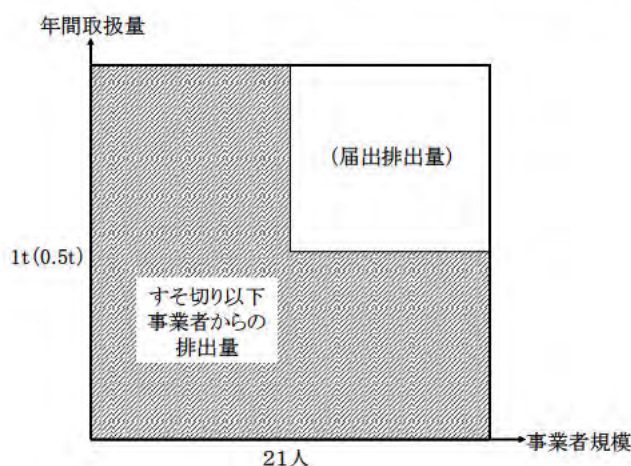 年間取扱量
(届出排出量)
1t(0.5t)
すそ切り以下
事業者からの
排出量
事業者規模
21人